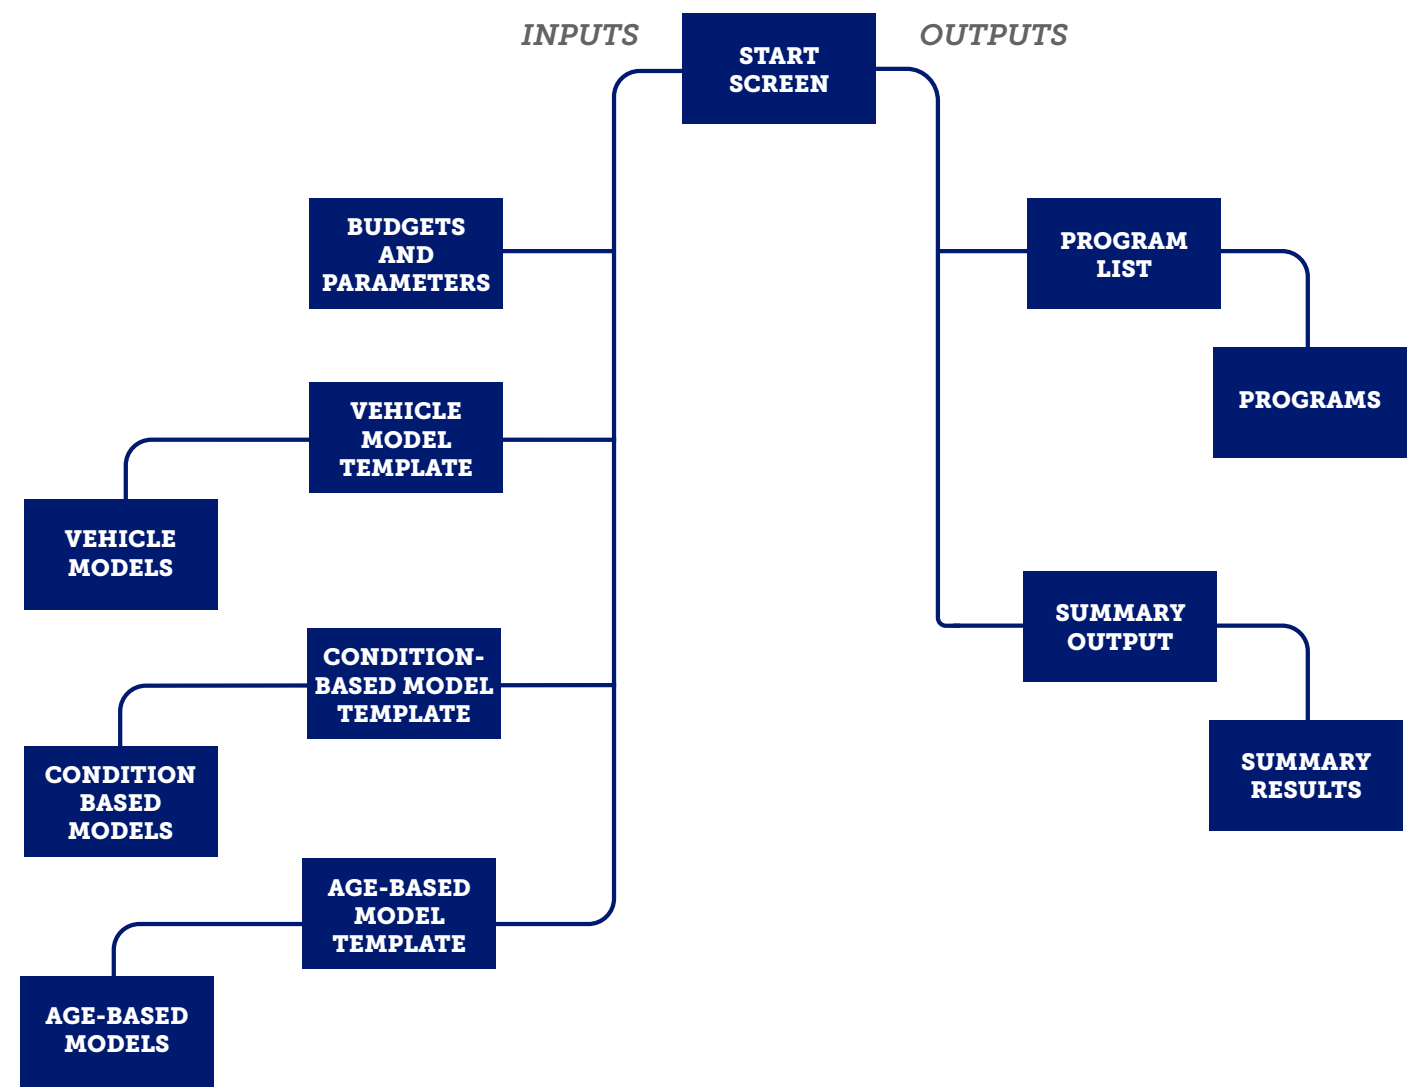 INPUTS
START
SCREEN
OUTPUTS
BUDGETS
AND
PARAMETERS
PROGRAM
LIST
PROGRAMS
VEHICLE
MODEL
TEMPLATE
VEHICLE
MODELS
CONDITION-
BASED MODEL
TEMPLATE
SUMMARY
OUTPUT
CONDITION
BASED
MODELS
SUMMARY
RESULTS
AGE-BASED
MODEL
TEMPLATE
AGE-BASED
MODELS